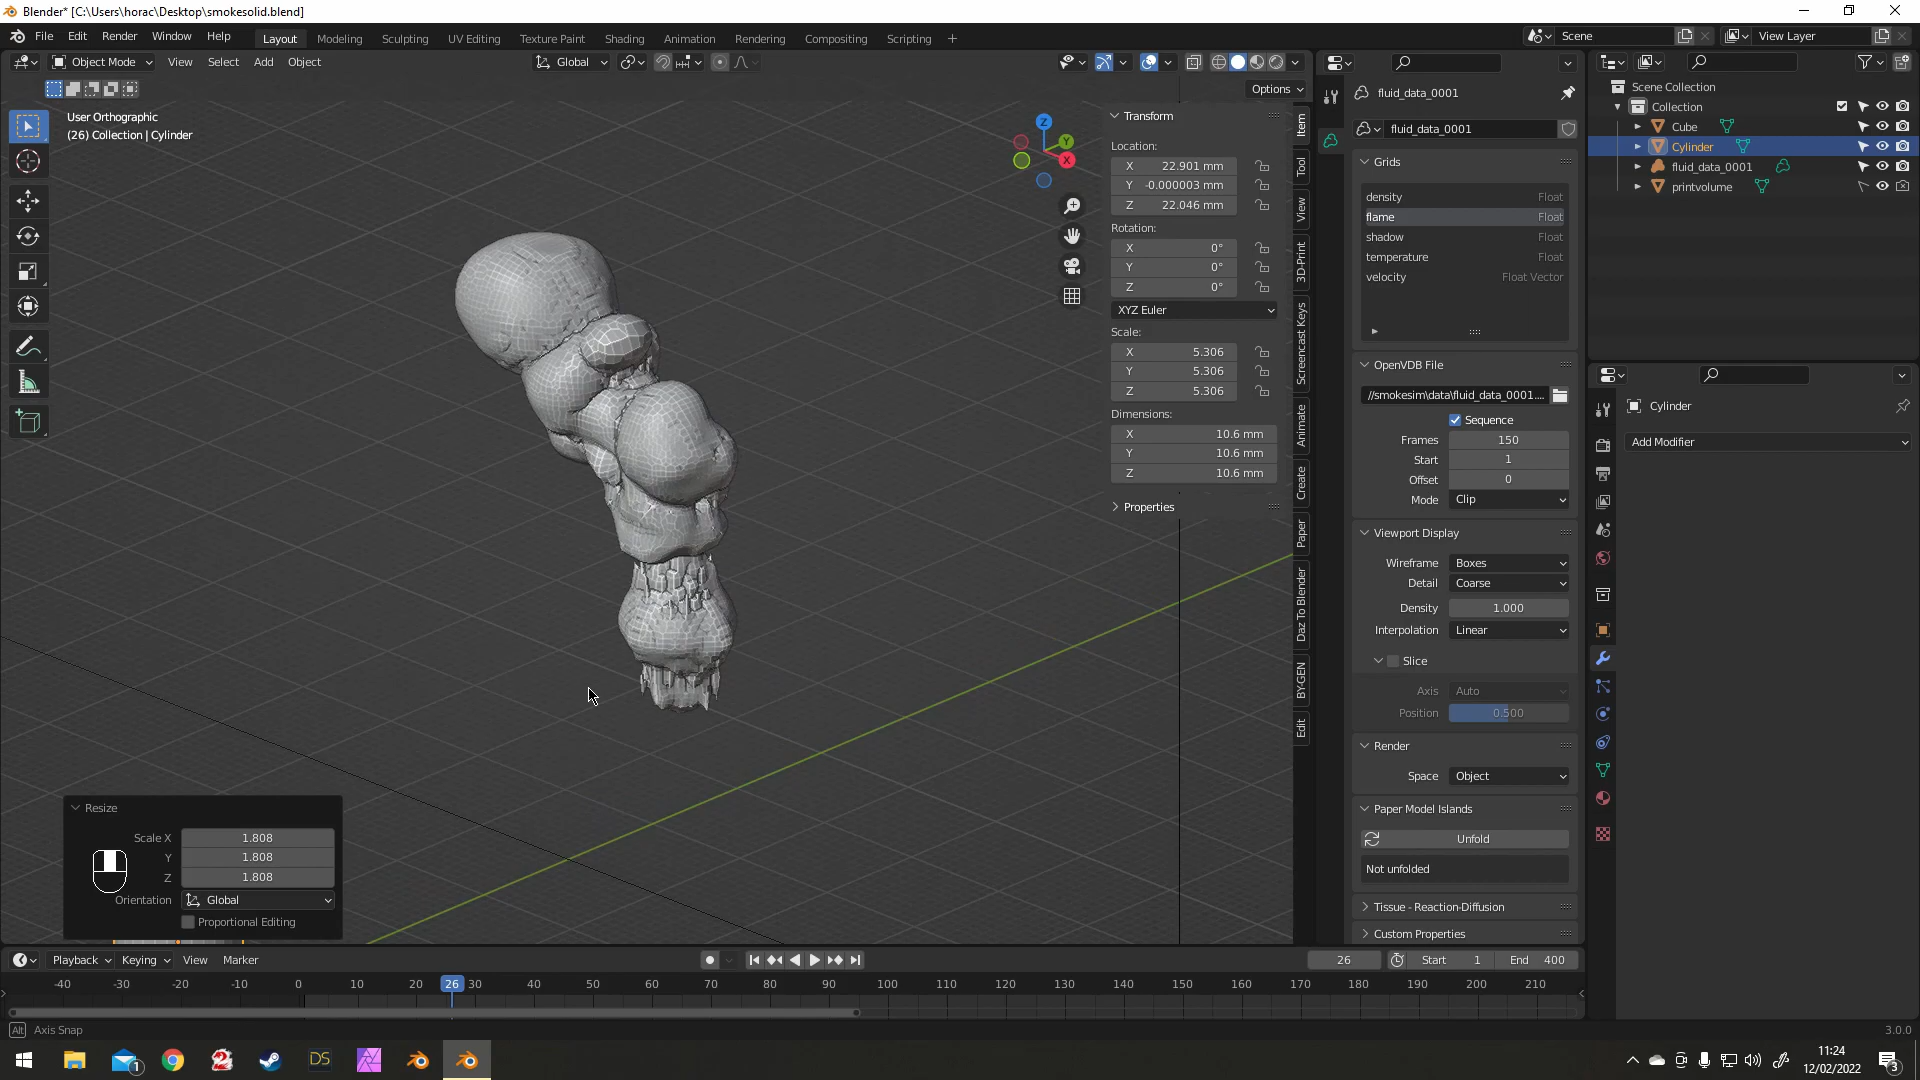 Blender* [C:\Users\horac\Desktop\smokesolid.blend]
File Edit Render Window Help
Layout Modeling Sculpting UV Editing Texture Paint Shading Animation Rendering Compositing Scripting
Scene
View Layer
Object Mode View Select Add Object
Global
Options
User Orthographic
(26) Collection | Cylinder
Z
Y
X
Transform
Location:
X 22.901 mm
Y -0.000003 mm
Z 22.046 mm
Rotation:
X 0°
Y 0°
Z 0°
XYZ Euler
Scale:
X 5.306
Y 5.306
Z 5.306
Dimensions:
X 10.6 mm
Y 10.6 mm
Z 10.6 mm
Properties
Item
Tool
View
3D-Print
Screencast Keys
Animate
Create
Paper
Daz To Blender
BY-GEN
Edit
fluid_data_0001
fluid_data_0001
Grids
density Float
flame Float
shadow Float
temperature Float
velocity Float Vector
OpenVDB File
//smokesim\data\fluid_data_0001....
Sequence
Frames 150
Start 1
Offset 0
Mode Clip
Viewport Display
Wireframe Boxes
Detail Coarse
Density 1.000
Interpolation Linear
Slice
Axis Auto
Position 0.500
Render
Space Object
Paper Model Islands
Unfold
Not unfolded
Tissue - Reaction-Diffusion
Custom Properties
Scene Collection
Collection
Cube
Cylinder
fluid_data_0001
printvolume
Cylinder
Add Modifier
Resize
Scale X 1.808
Y 1.808
Z 1.808
Orientation Global
Proportional Editing
Playback Keying View Marker
26 Start 1 End 400
-40 -30 -20 -10 0 10 20 26 30 40 50 60 70 80 90 100 110 120 130 140 150 160 170 180 190 200 210
Alt Axis Snap
3.0.0
1
DS
11:24
12/02/2022
3